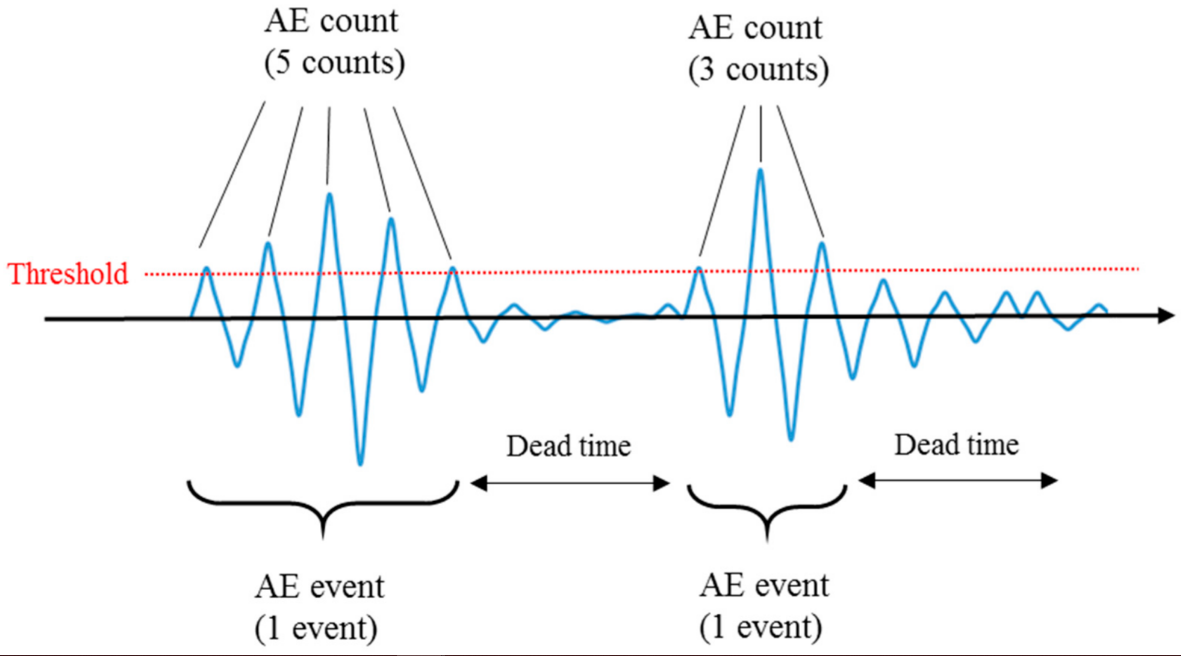 AE count
(5 counts)
AE count
(3 counts)
Threshold
Dead time
Dead time
AE event
(1 event)
AE event
(1 event)